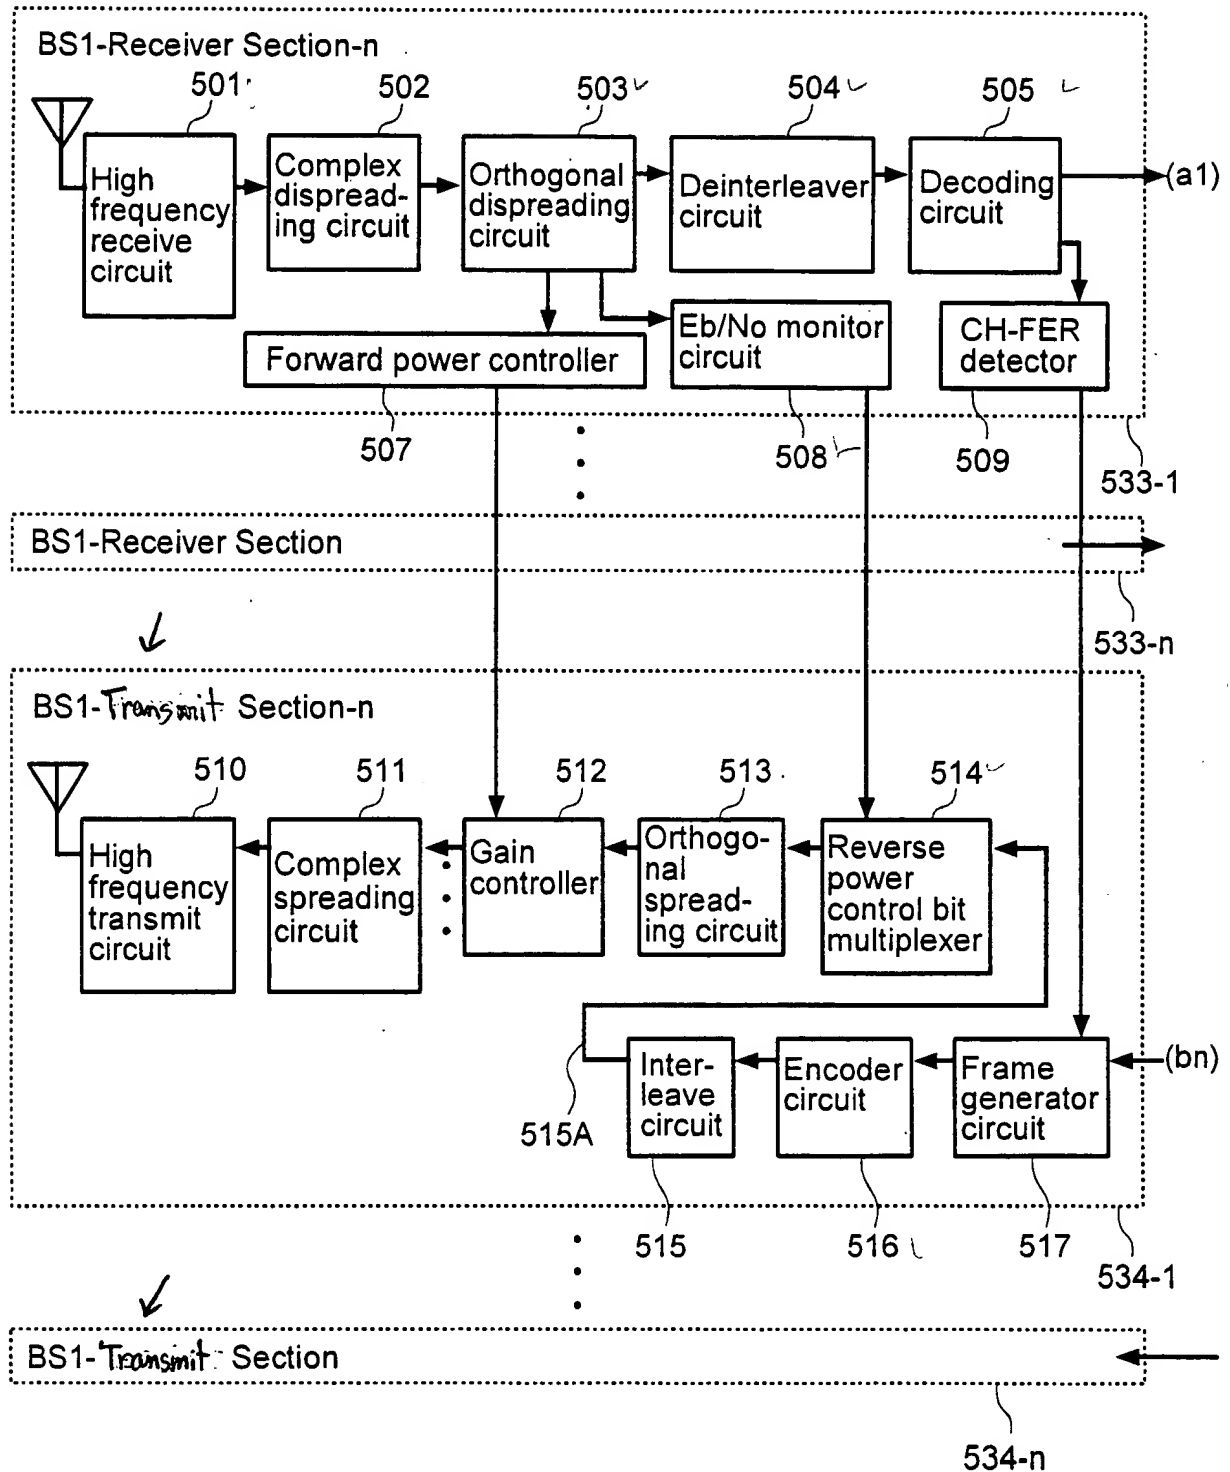 BS1-Receiver Section-n
501
502
503
504
505
High
frequency
receive
circuit
Complex
dispread-
ing circuit
Orthogonal
dispreading
circuit
Deinterleaver
circuit
Decoding
circuit
(a1)
Forward power controller
Eb/No monitor
circuit
CH-FER
detector
507
508
509
533-1
BS1-Receiver Section
533-n
BS1-Transmit Section-n
510
511
512
513
514
High
frequency
transmit
circuit
Complex
spreading
circuit
Gain
controller
Orthogo-
nal
spread-
ing circuit
Reverse
power
control bit
multiplexer
Inter-
leave
circuit
Encoder
circuit
Frame
generator
circuit
(bn)
515A
515
516
517
534-1
BS1-Transmit Section
534-n